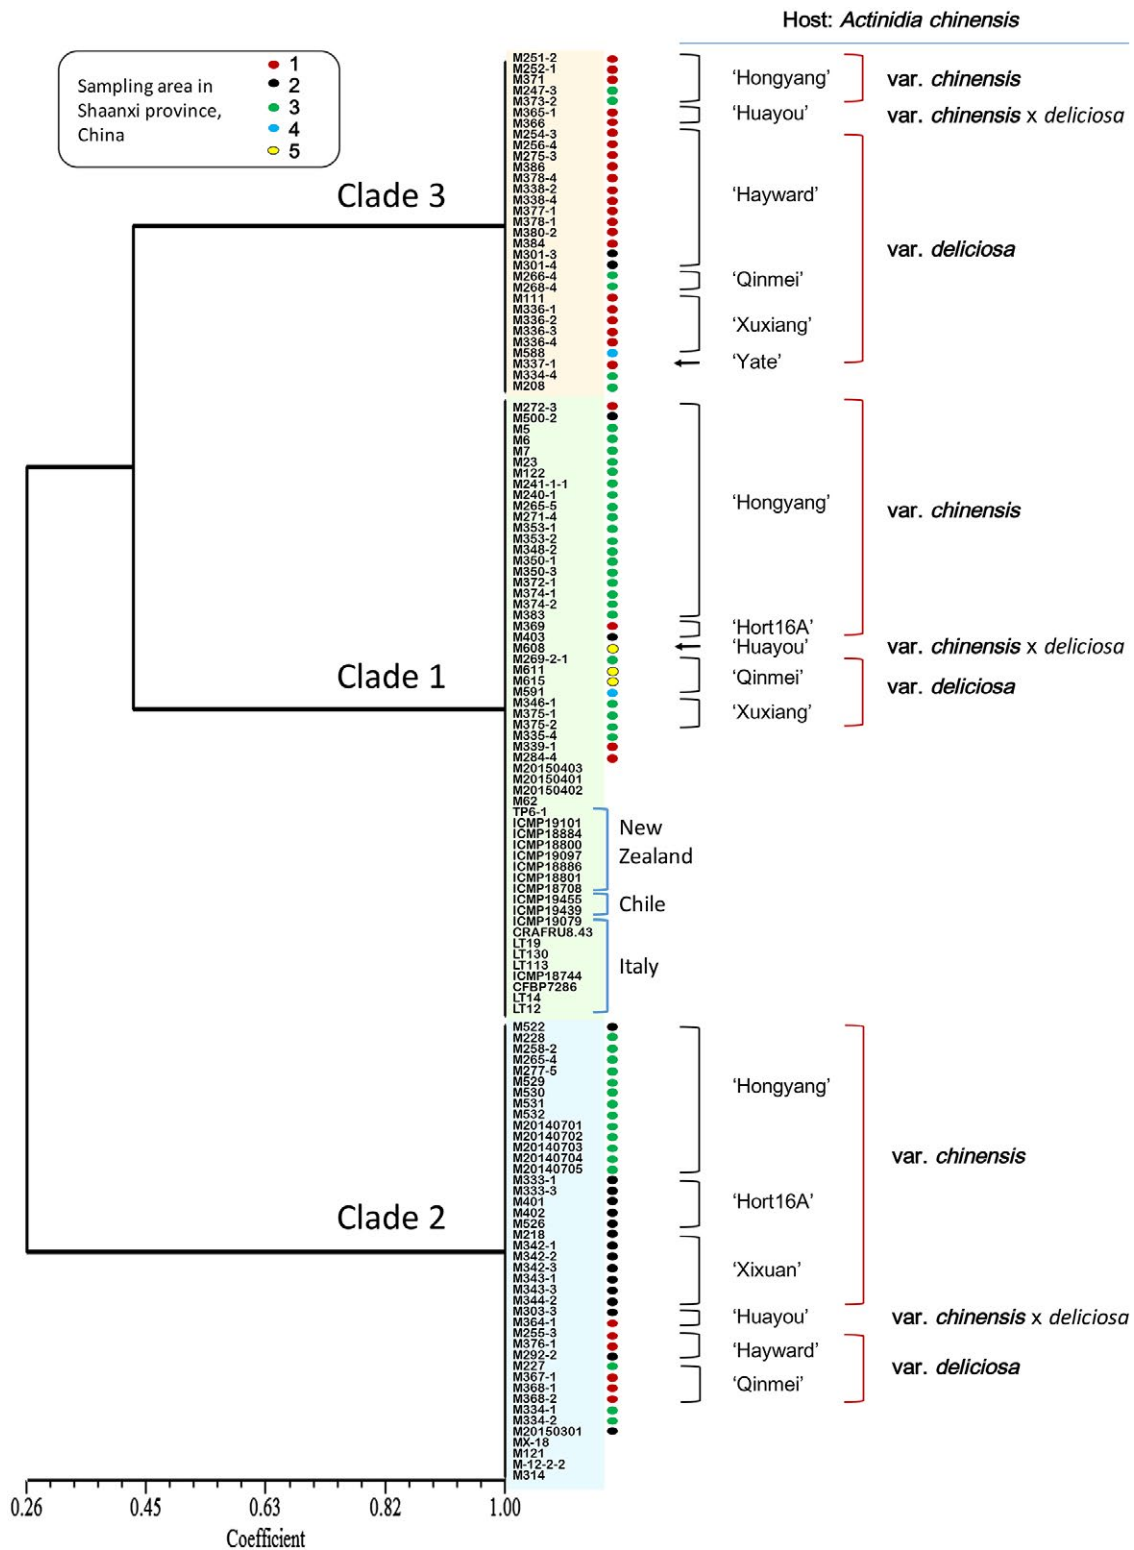 Host: Actinidia chinensis
Sampling area in
Shaanxi province,
China
1
2
3
4
5
Clade 3
M251-2
M252-1
M371
M247-3
M373-2
M365-1
M366
M254-3
M256-4
M275-3
M386
M378-4
M338-2
M338-4
M377-1
M378-1
M380-2
M384
M301-3
M301-4
M266-4
M268-4
M111
M336-1
M336-2
M336-3
M336-4
M588
M337-1
M334-4
M208
‘Hongyang’
var. chinensis
‘Huayou’
var. chinensis x deliciosa
‘Hayward’
var. deliciosa
‘Qinmei’
‘Xuxiang’
‘Yate’
Clade 1
M272-3
M500-2
M5
M6
M7
M23
M122
M241-1-1
M240-1
M265-5
M271-4
M353-1
M353-2
M348-2
M350-1
M350-3
M372-1
M374-1
M374-2
M383
M369
M403
M608
M269-2-1
M611
M615
M591
M346-1
M375-1
M375-2
M335-4
M339-1
M284-4
M20150403
M20150401
M20150402
M62
TP6-1
ICMP19101
ICMP18884
ICMP18800
ICMP19097
ICMP18886
ICMP18801
ICMP18708
ICMP19455
ICMP19439
ICMP19079
CRAFRU8.43
LT19
LT130
LT113
ICMP18744
CFBP7286
LT14
LT12
‘Hongyang’
var. chinensis
‘Hort16A’
‘Huayou’
var. chinensis x deliciosa
‘Qinmei’
var. deliciosa
‘Xuxiang’
New
Zealand
Chile
Italy
Clade 2
M522
M228
M258-2
M265-4
M277-5
M529
M530
M531
M532
M20140701
M20140702
M20140703
M20140704
M20140705
M333-1
M333-3
M401
M402
M526
M218
M342-1
M342-2
M342-3
M343-1
M343-3
M344-2
M303-3
M364-1
M255-3
M376-1
M292-2
M227
M367-1
M368-1
M368-2
M334-1
M334-2
M20150301
MX-18
M121
M-12-2-2
M314
‘Hongyang’
var. chinensis
‘Hort16A’
‘Xixuan’
‘Huayou’
var. chinensis x deliciosa
‘Hayward’
var. deliciosa
‘Qinmei’
0.26 0.45 0.63 0.82 1.00
Coefficient